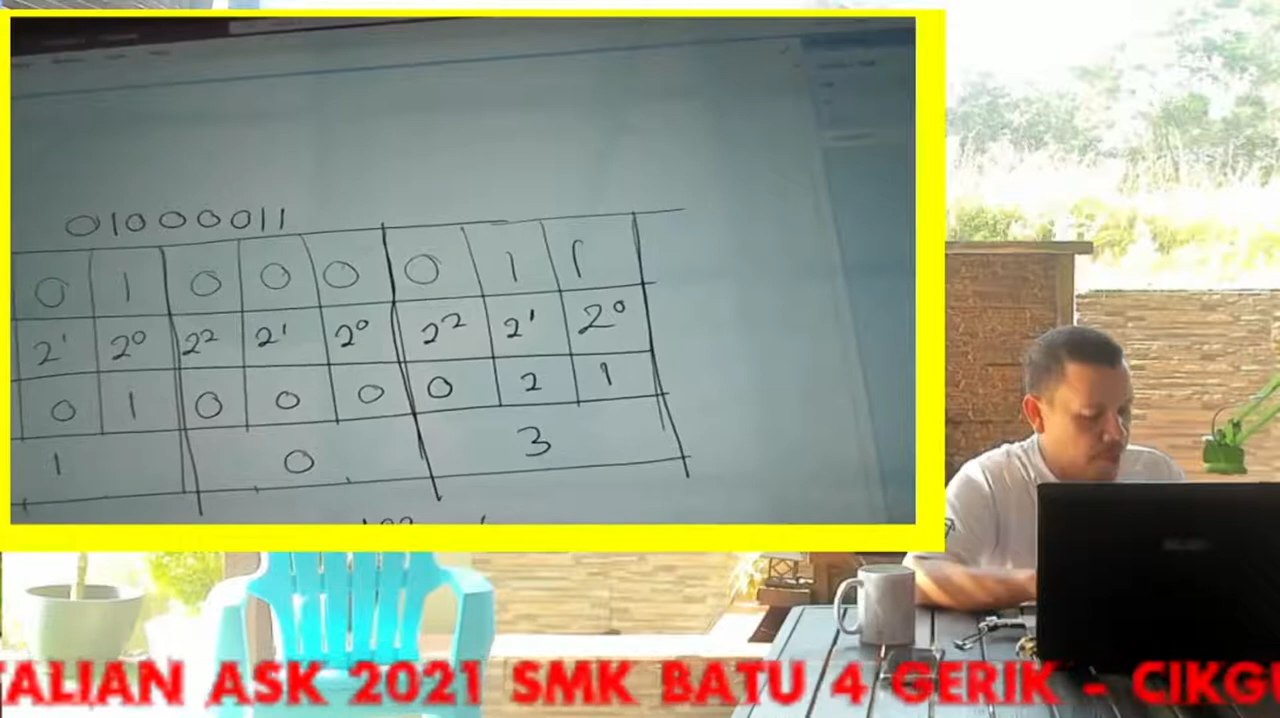 01000011
0 1 0 0 0 0 1 1
2¹ 2⁰ 2² 2¹ 2⁰ 2² 2¹ 2⁰
0 1 0 0 0 0 2 1
1 0 3
TALIAN ASK 2021 SMK BATU 4 GERIK - CIKGU